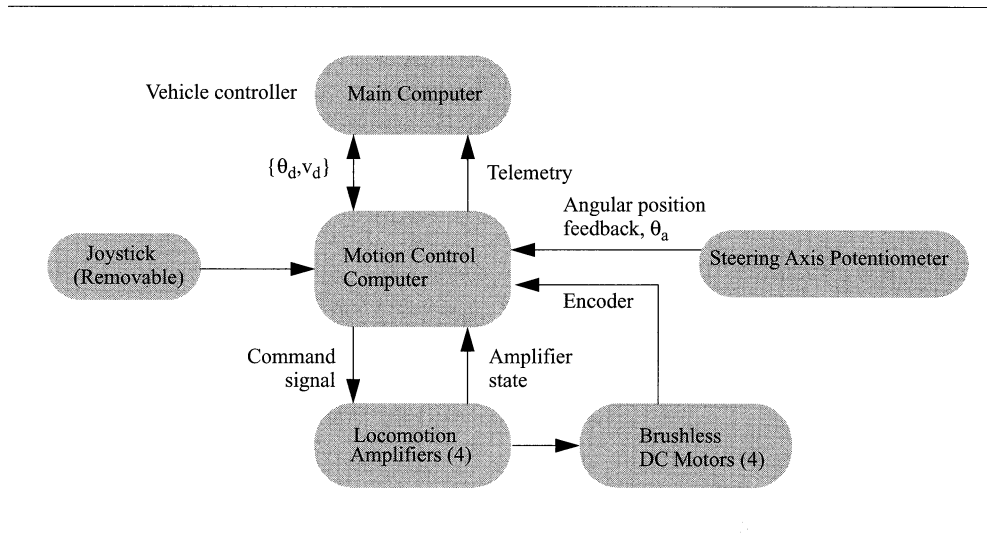 Vehicle controller
Main Computer
{θd,vd}
Telemetry
Angular position
feedback, θa
Joystick
(Removable)
Motion Control
Computer
Steering Axis Potentiometer
Encoder
Command
signal
Amplifier
state
Locomotion
Amplifiers (4)
Brushless
DC Motors (4)